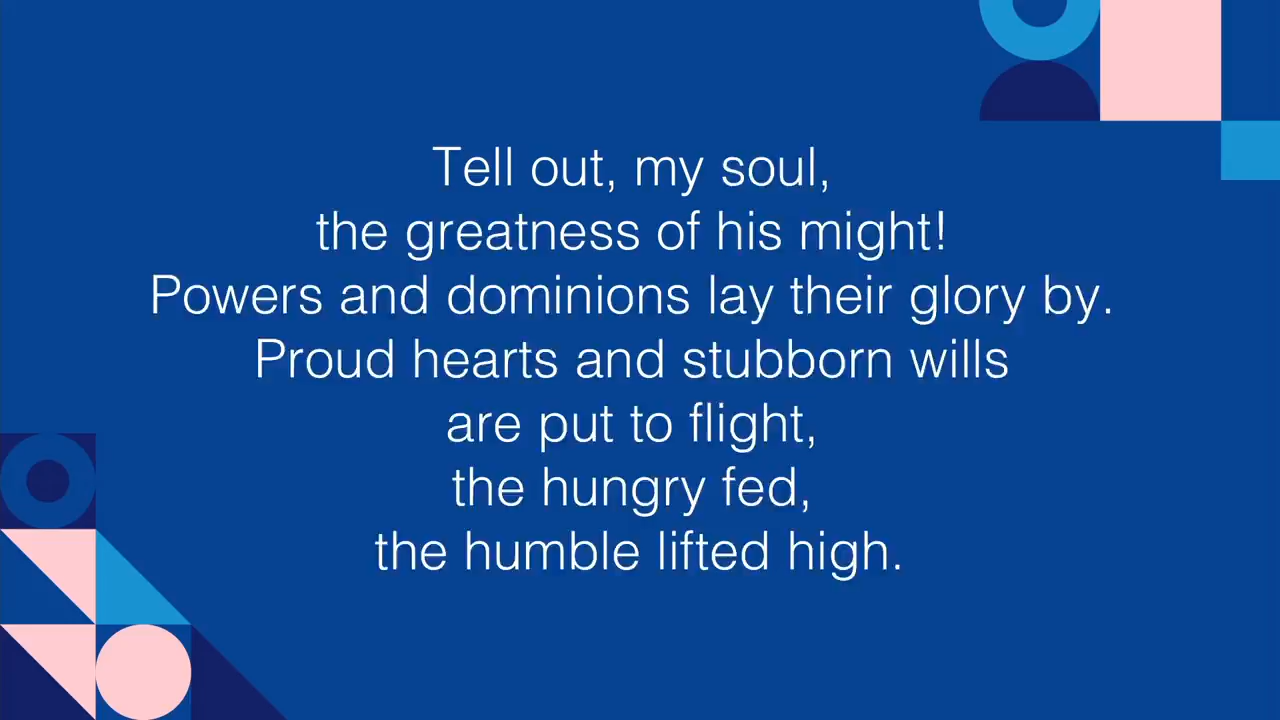 Tell out, my soul,
the greatness of his might!
Powers and dominions lay their glory by.
Proud hearts and stubborn wills
are put to flight,
the hungry fed,
the humble lifted high.